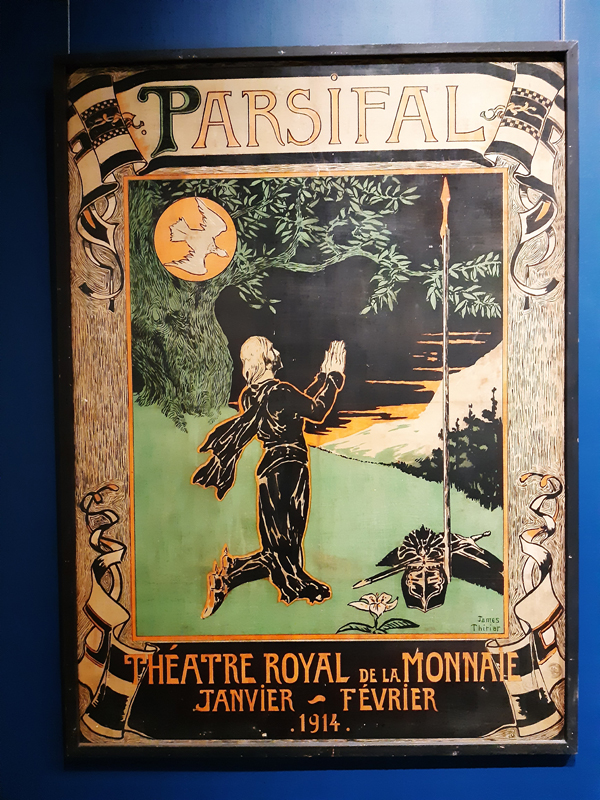 PARSIFAL
James
Thiriar
THÉATRE ROYAL DE LA MONNAIE
JANVIER ~ FÉVRIER
.1914.